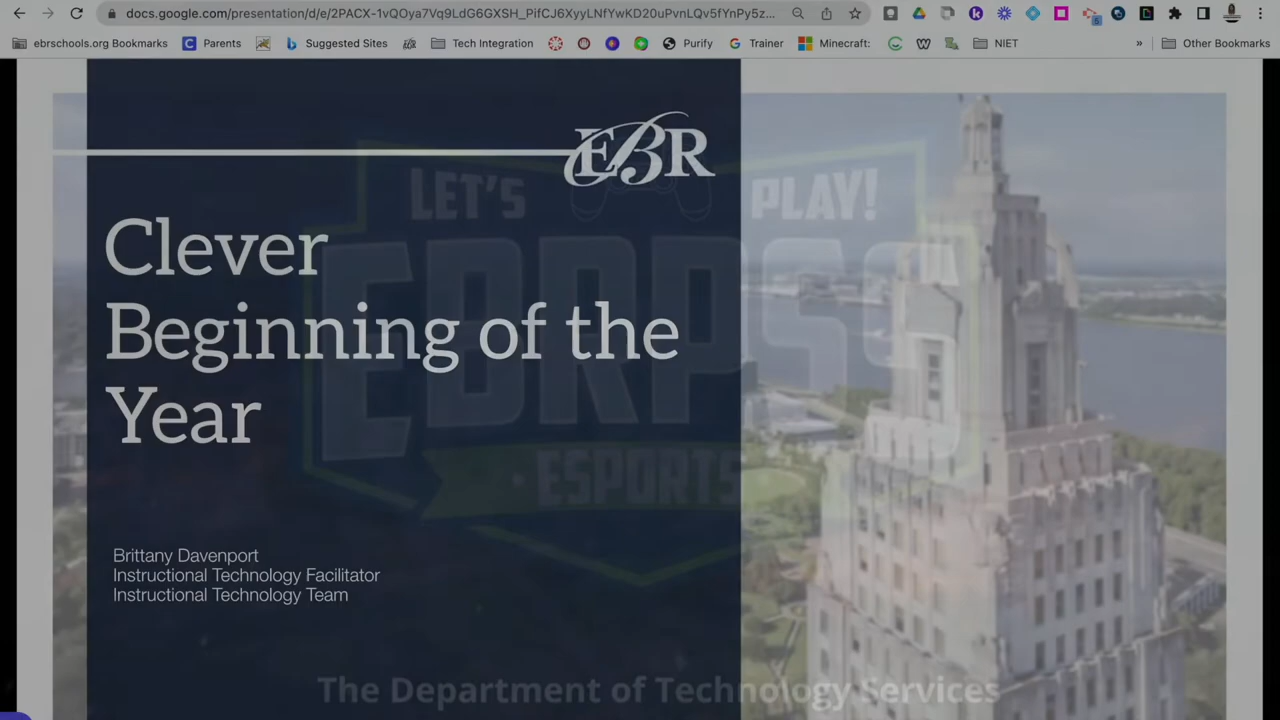 docs.google.com/presentation/d/e/2PACX-1vQOya7Vq9LdG6GXSH_PifCJ6XyyLNfYwKD20uPvnLQv5fYnPy5z...
5
ebrschools.org Bookmarks
Parents
Suggested Sites
Tech Integration
Purify
Trainer
Minecraft:
NIET
»
Other Bookmarks
EBR
LET'S PLAY!
EBRPS
ESPORTS
Clever
Beginning of the
Year
Brittany Davenport
Instructional Technology Facilitator
Instructional Technology Team
The Department of Technology Services